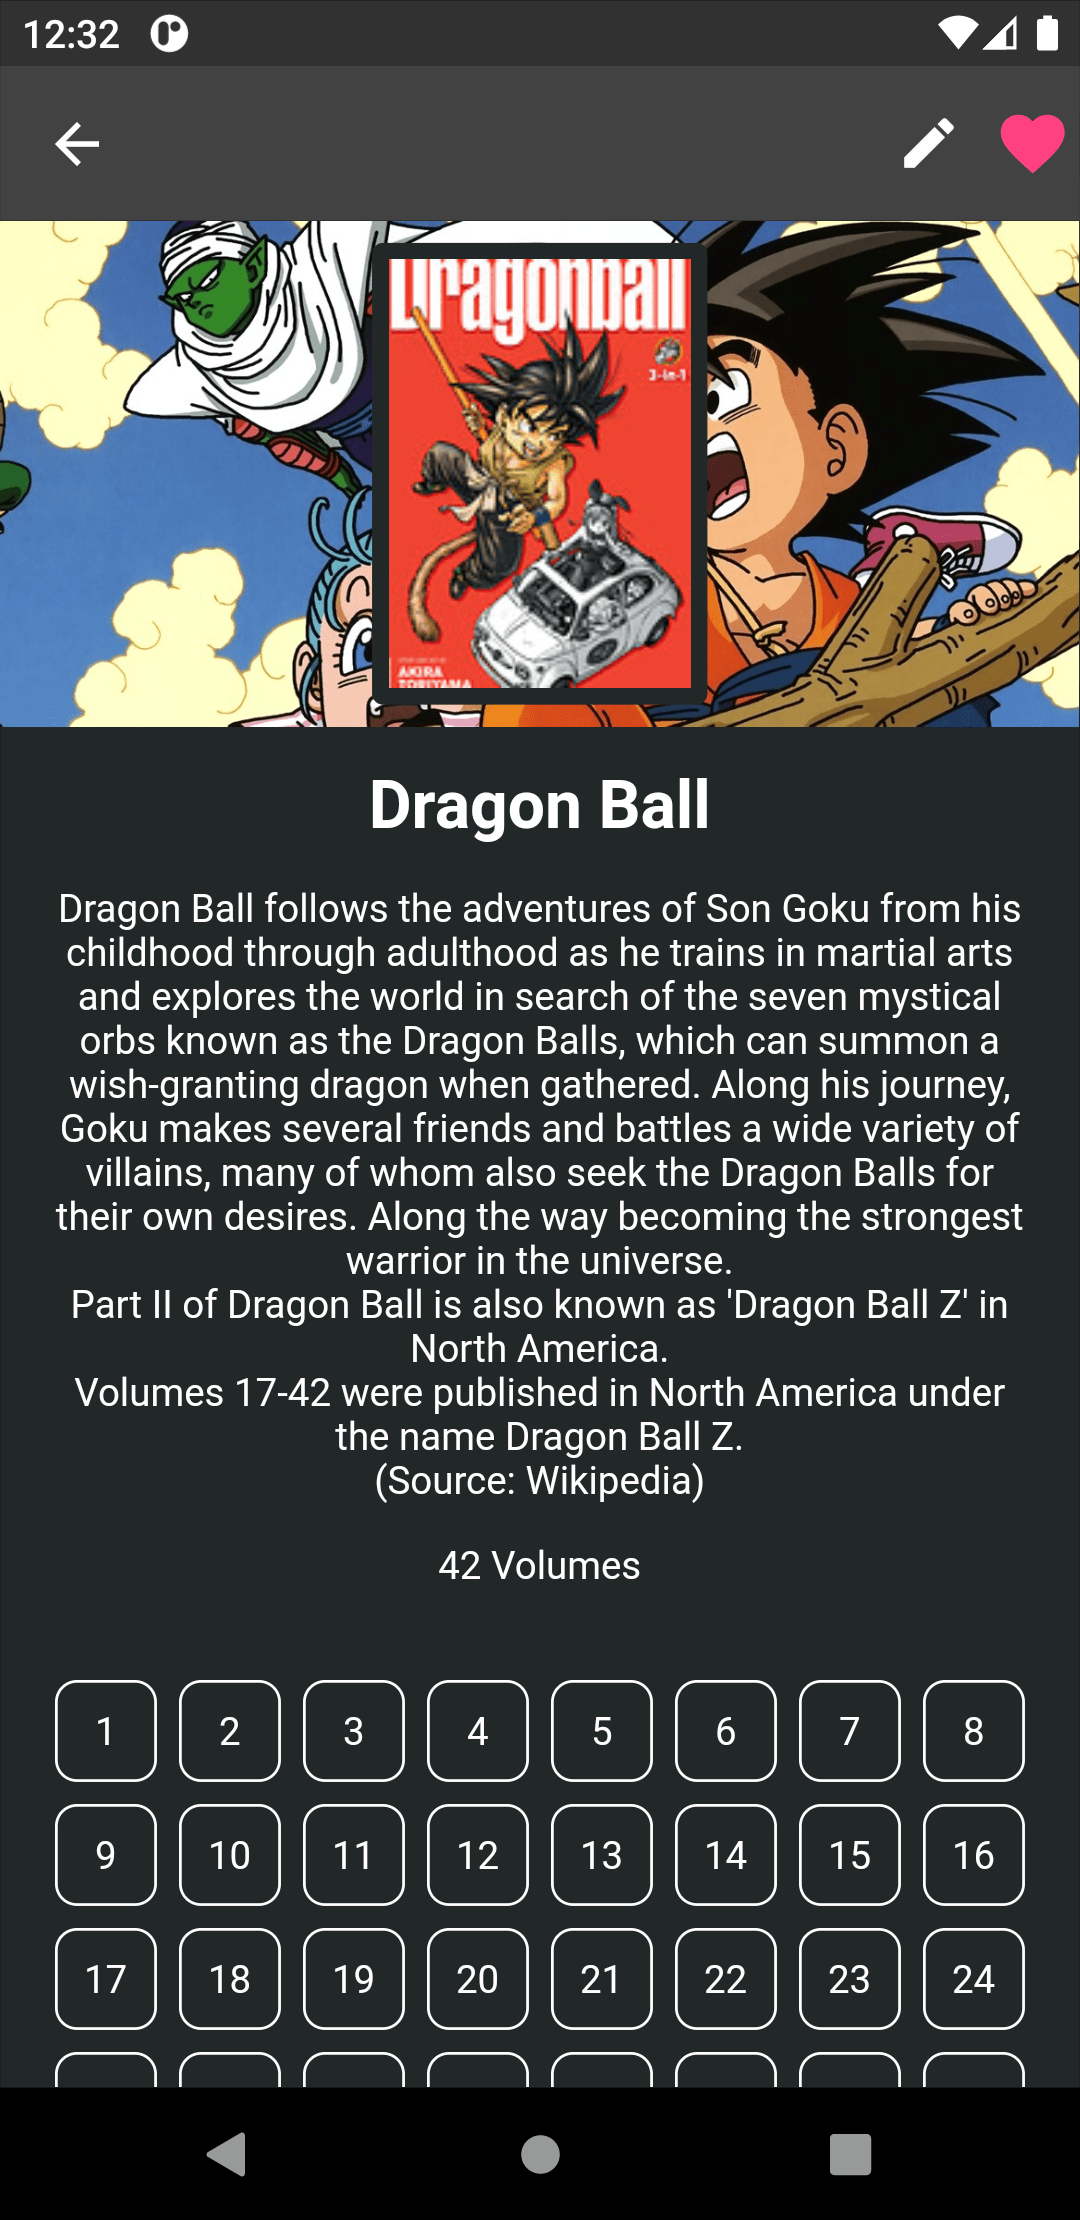 12:32
Dragonball
3-in-1
AKIRA
TORIYAMA
Dragon Ball
Dragon Ball follows the adventures of Son Goku from his
childhood through adulthood as he trains in martial arts
and explores the world in search of the seven mystical
orbs known as the Dragon Balls, which can summon a
wish-granting dragon when gathered. Along his journey,
Goku makes several friends and battles a wide variety of
villains, many of whom also seek the Dragon Balls for
their own desires. Along the way becoming the strongest
warrior in the universe.
Part II of Dragon Ball is also known as 'Dragon Ball Z' in
North America.
Volumes 17-42 were published in North America under
the name Dragon Ball Z.
(Source: Wikipedia)
42 Volumes
1 2 3 4 5 6 7 8
9 10 11 12 13 14 15 16
17 18 19 20 21 22 23 24